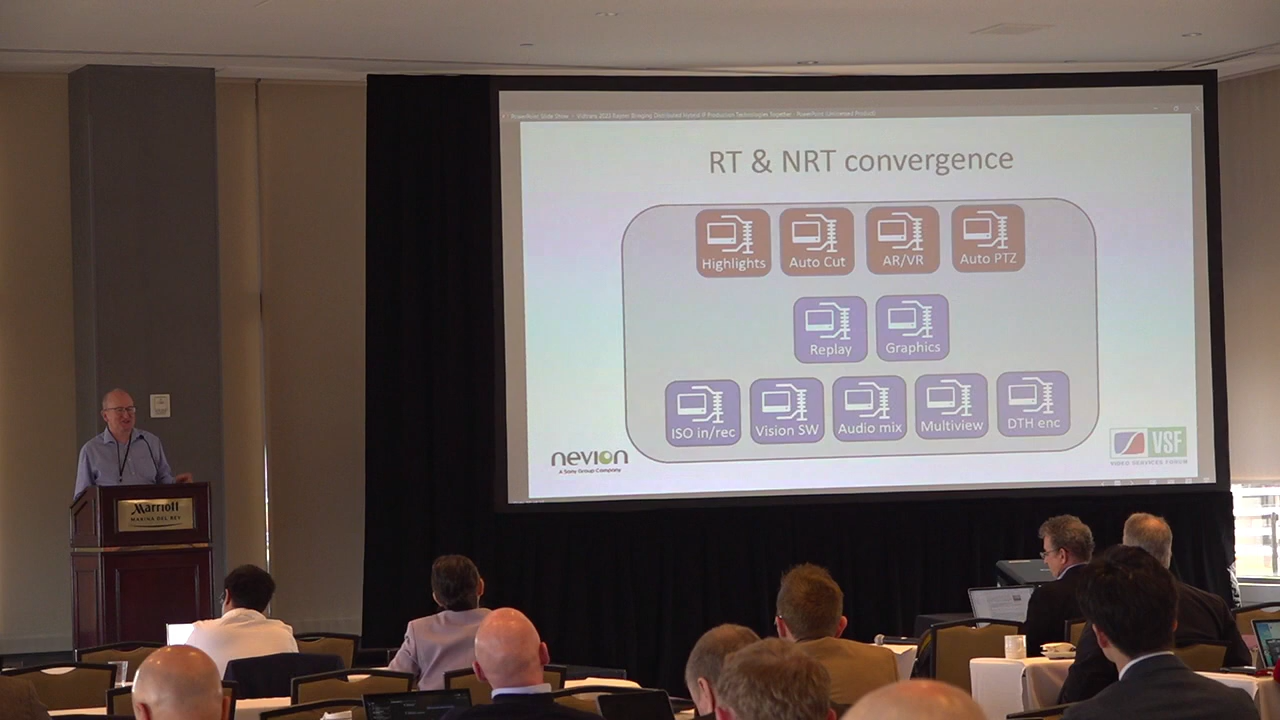 RT & NRT convergence
Highlights
Auto Cut
AR/VR
Auto PTZ
Replay
Graphics
ISO in/rec
Vision SW
Audio mix
Multiview
DTH enc
nevion
A Sony Group Company
VSF
VIDEO SERVICES FORUM
Marriott
MARINA DEL REY